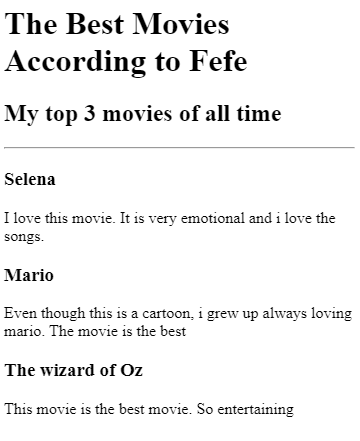 The Best Movies
According to Fefe
My top 3 movies of all time
Selena
I love this movie. It is very emotional and i love the
songs.
Mario
Even though this is a cartoon, i grew up always loving
mario. The movie is the best
The wizard of Oz
This movie is the best movie. So entertaining